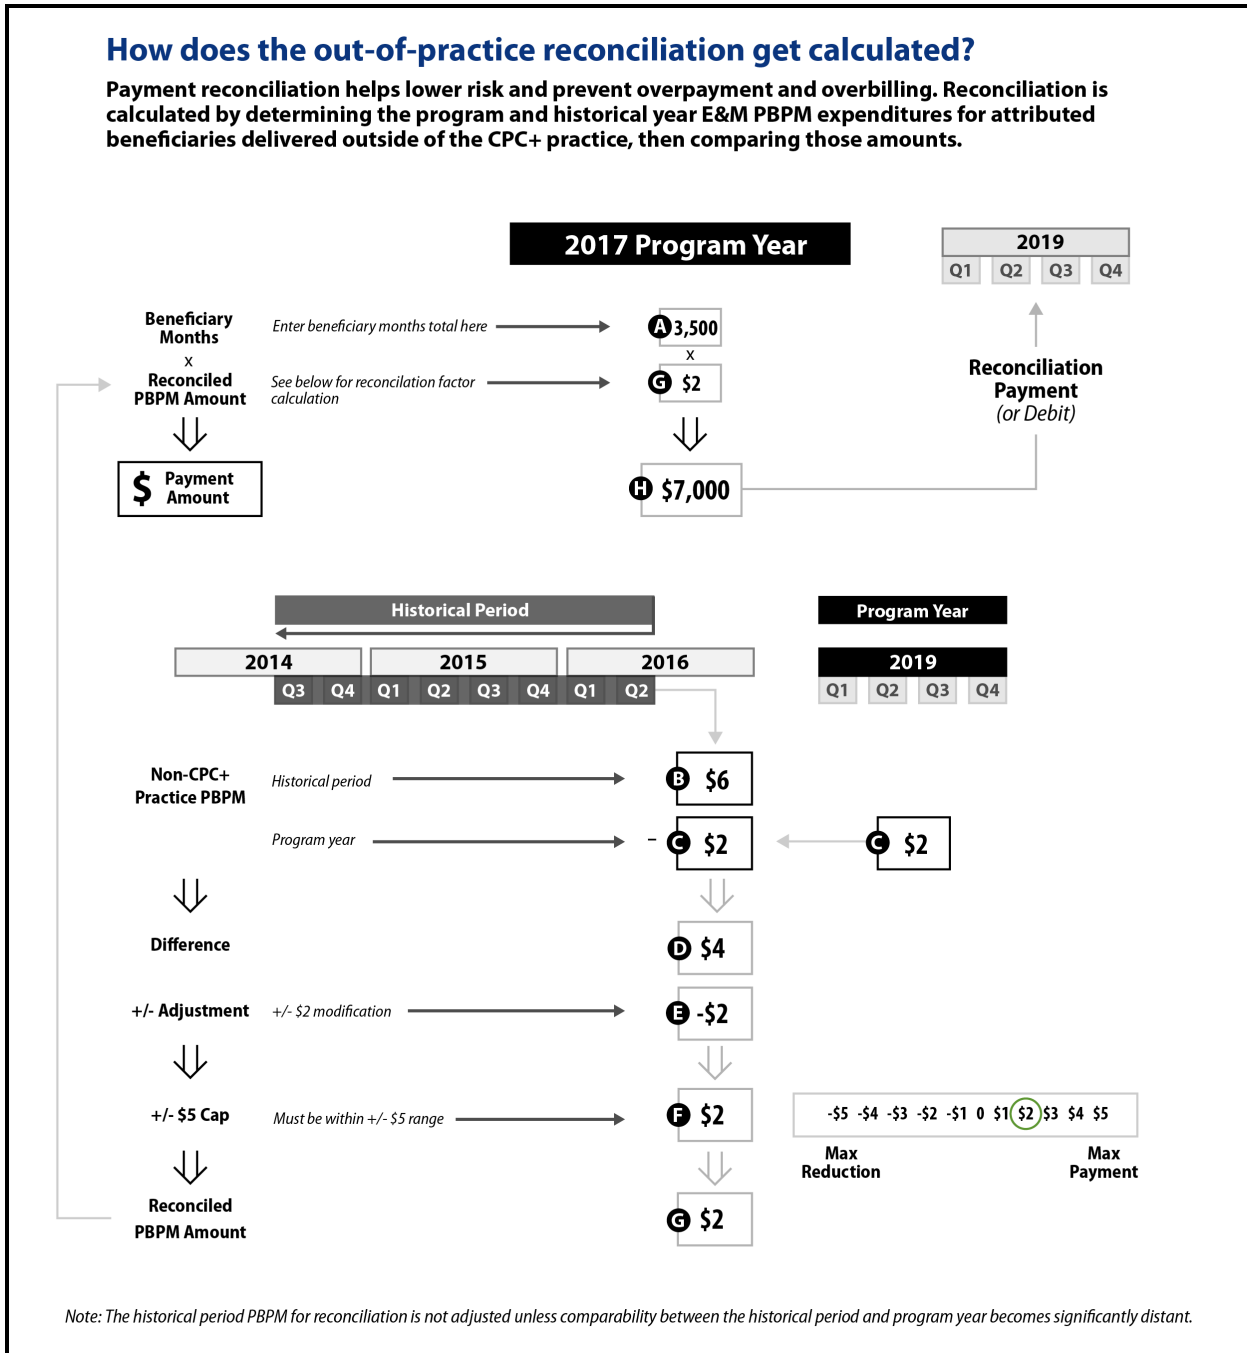 How does the out-of-practice reconciliation get calculated?
Payment reconciliation helps lower risk and prevent overpayment and overbilling. Reconciliation is
calculated by determining the program and historical year E&M PBPM expenditures for attributed
beneficiaries delivered outside of the CPC+ practice, then comparing those amounts.
2017 Program Year
2019
Q1 Q2 Q3 Q4
Beneficiary
Months
Enter beneficiary months total here
A 3,500
x
x
Reconciled
PBPM Amount
See below for reconcilation factor
calculation
G $2
Reconciliation
Payment
(or Debit)
$ Payment
Amount
H $7,000
Historical Period
Program Year
2014 2015 2016
2019
Q3 Q4 Q1 Q2 Q3 Q4 Q1 Q2
Q1 Q2 Q3 Q4
Non-CPC+
Practice PBPM
Historical period
B $6
Program year
– C $2
C $2
Difference
D $4
+/- Adjustment
+/- $2 modification
E -$2
+/- $5 Cap
Must be within +/- $5 range
F $2
-$5 -$4 -$3 -$2 -$1 0 $1 $2 $3 $4 $5
Max
Reduction
Max
Payment
Reconciled
PBPM Amount
G $2
Note: The historical period PBPM for reconciliation is not adjusted unless comparability between the historical period and program year becomes significantly distant.